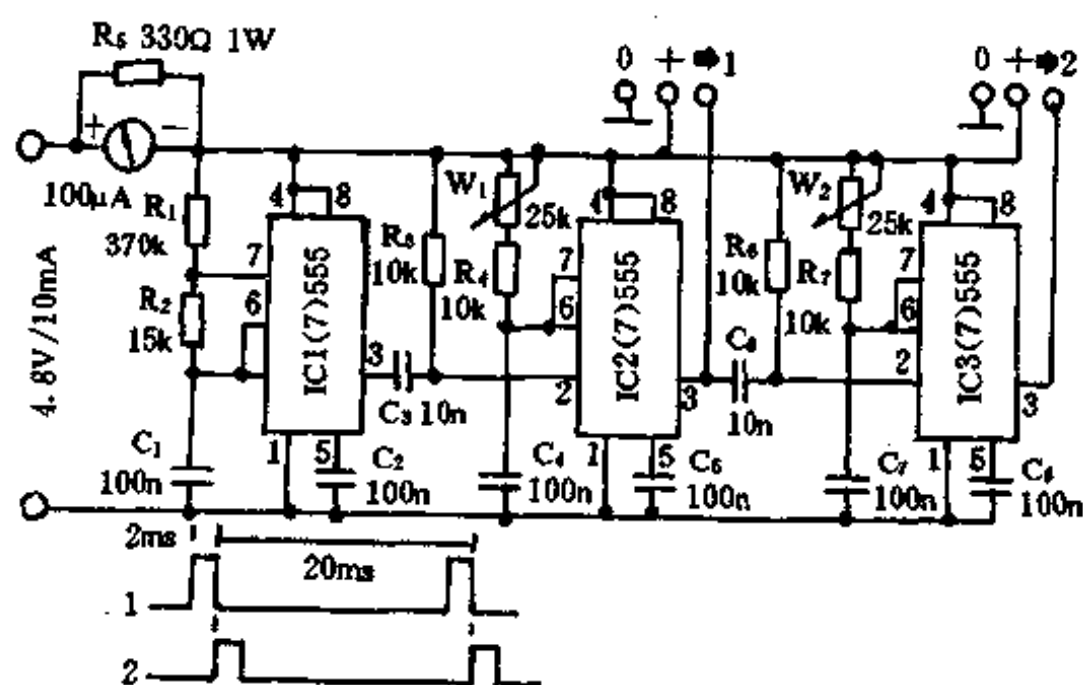 R₅ 330Ω 1W
0 + ➡1
0 + ➡2
+ −
100μA
R₁
370k
R₂
15k
4.8V/10mA
C₁
100n
4
8
7
6
3
1
5
IC1(7)555
C₂
100n
C₃ 10n
R₃
10k
W₁
25k
R₄
10k
C₄
100n
4
8
7
6
2
3
1
5
IC2(7)555
C₅
100n
10n
R₆
10k
W₂
25k
R₇
10k
C₇
100n
4
8
7
6
2
3
1
5
IC3(7)555
100n
2ms
20ms
1
2